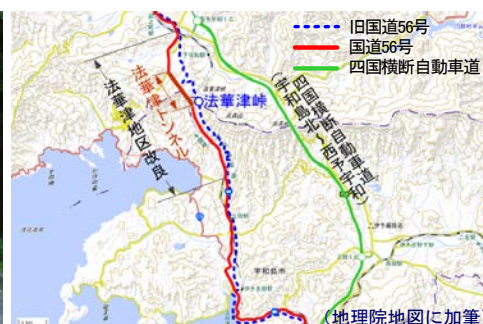 旧国道56号
国道56号
四国横断自動車道
四国横断自動車道
(宇和島北~西予宇和)
法華津峠
法華津トンネル
法華津地区改良
宇和島市
(地理院地図に加筆)